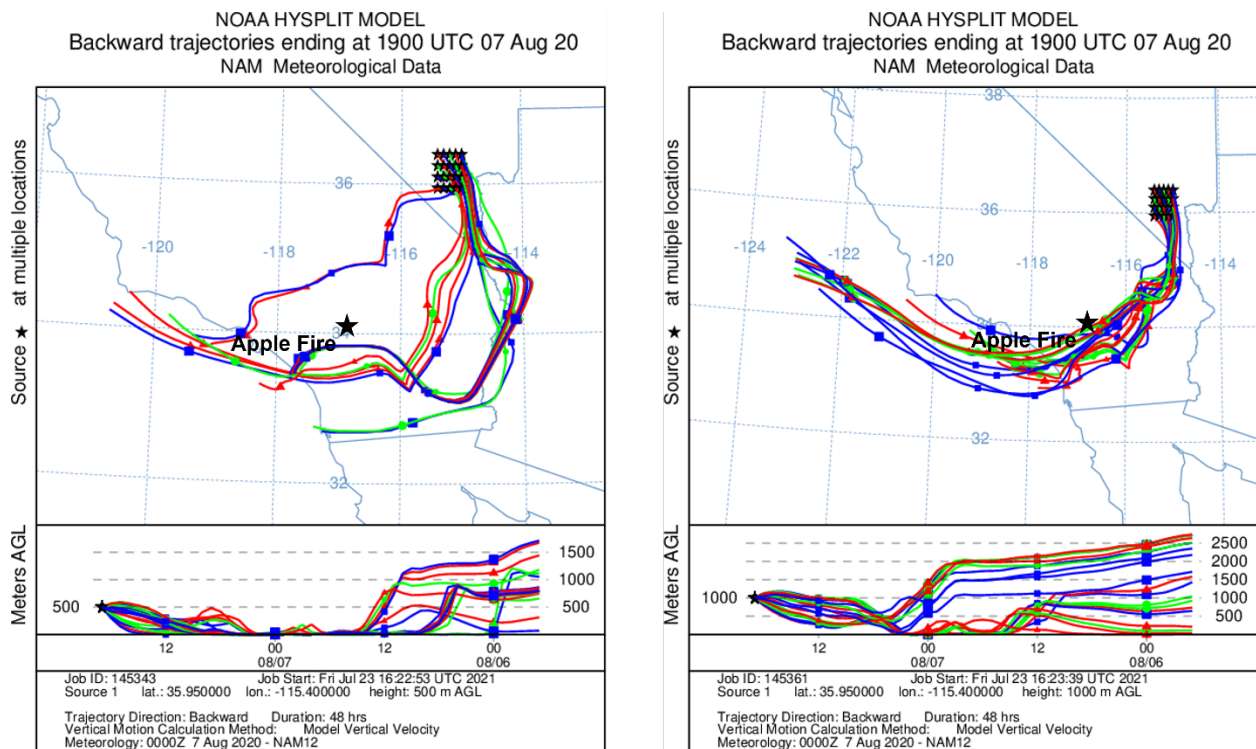 NOAA HYSPLIT MODEL
Backward trajectories ending at 1900 UTC 07 Aug 20
NAM Meteorological Data
Source ★ at multiple locations
36
-120
-118
-116
-114
Apple Fire
32
Meters AGL
500
1500
1000
500
12
00
12
00
08/07
08/06
Job ID: 145343 Job Start: Fri Jul 23 16:22:53 UTC 2021
Source 1 lat.: 35.950000 lon.: -115.400000 height: 500 m AGL
Trajectory Direction: Backward Duration: 48 hrs
Vertical Motion Calculation Method: Model Vertical Velocity
Meteorology: 0000Z 7 Aug 2020 - NAM12
NOAA HYSPLIT MODEL
Backward trajectories ending at 1900 UTC 07 Aug 20
NAM Meteorological Data
Source ★ at multiple locations
38
36
-124
-122
-120
-118
-116
-114
34
Apple Fire
32
Meters AGL
1000
2500
2000
1500
1000
500
12
00
12
00
08/07
08/06
Job ID: 145361 Job Start: Fri Jul 23 16:23:39 UTC 2021
Source 1 lat.: 35.950000 lon.: -115.400000 height: 1000 m AGL
Trajectory Direction: Backward Duration: 48 hrs
Vertical Motion Calculation Method: Model Vertical Velocity
Meteorology: 0000Z 7 Aug 2020 - NAM12